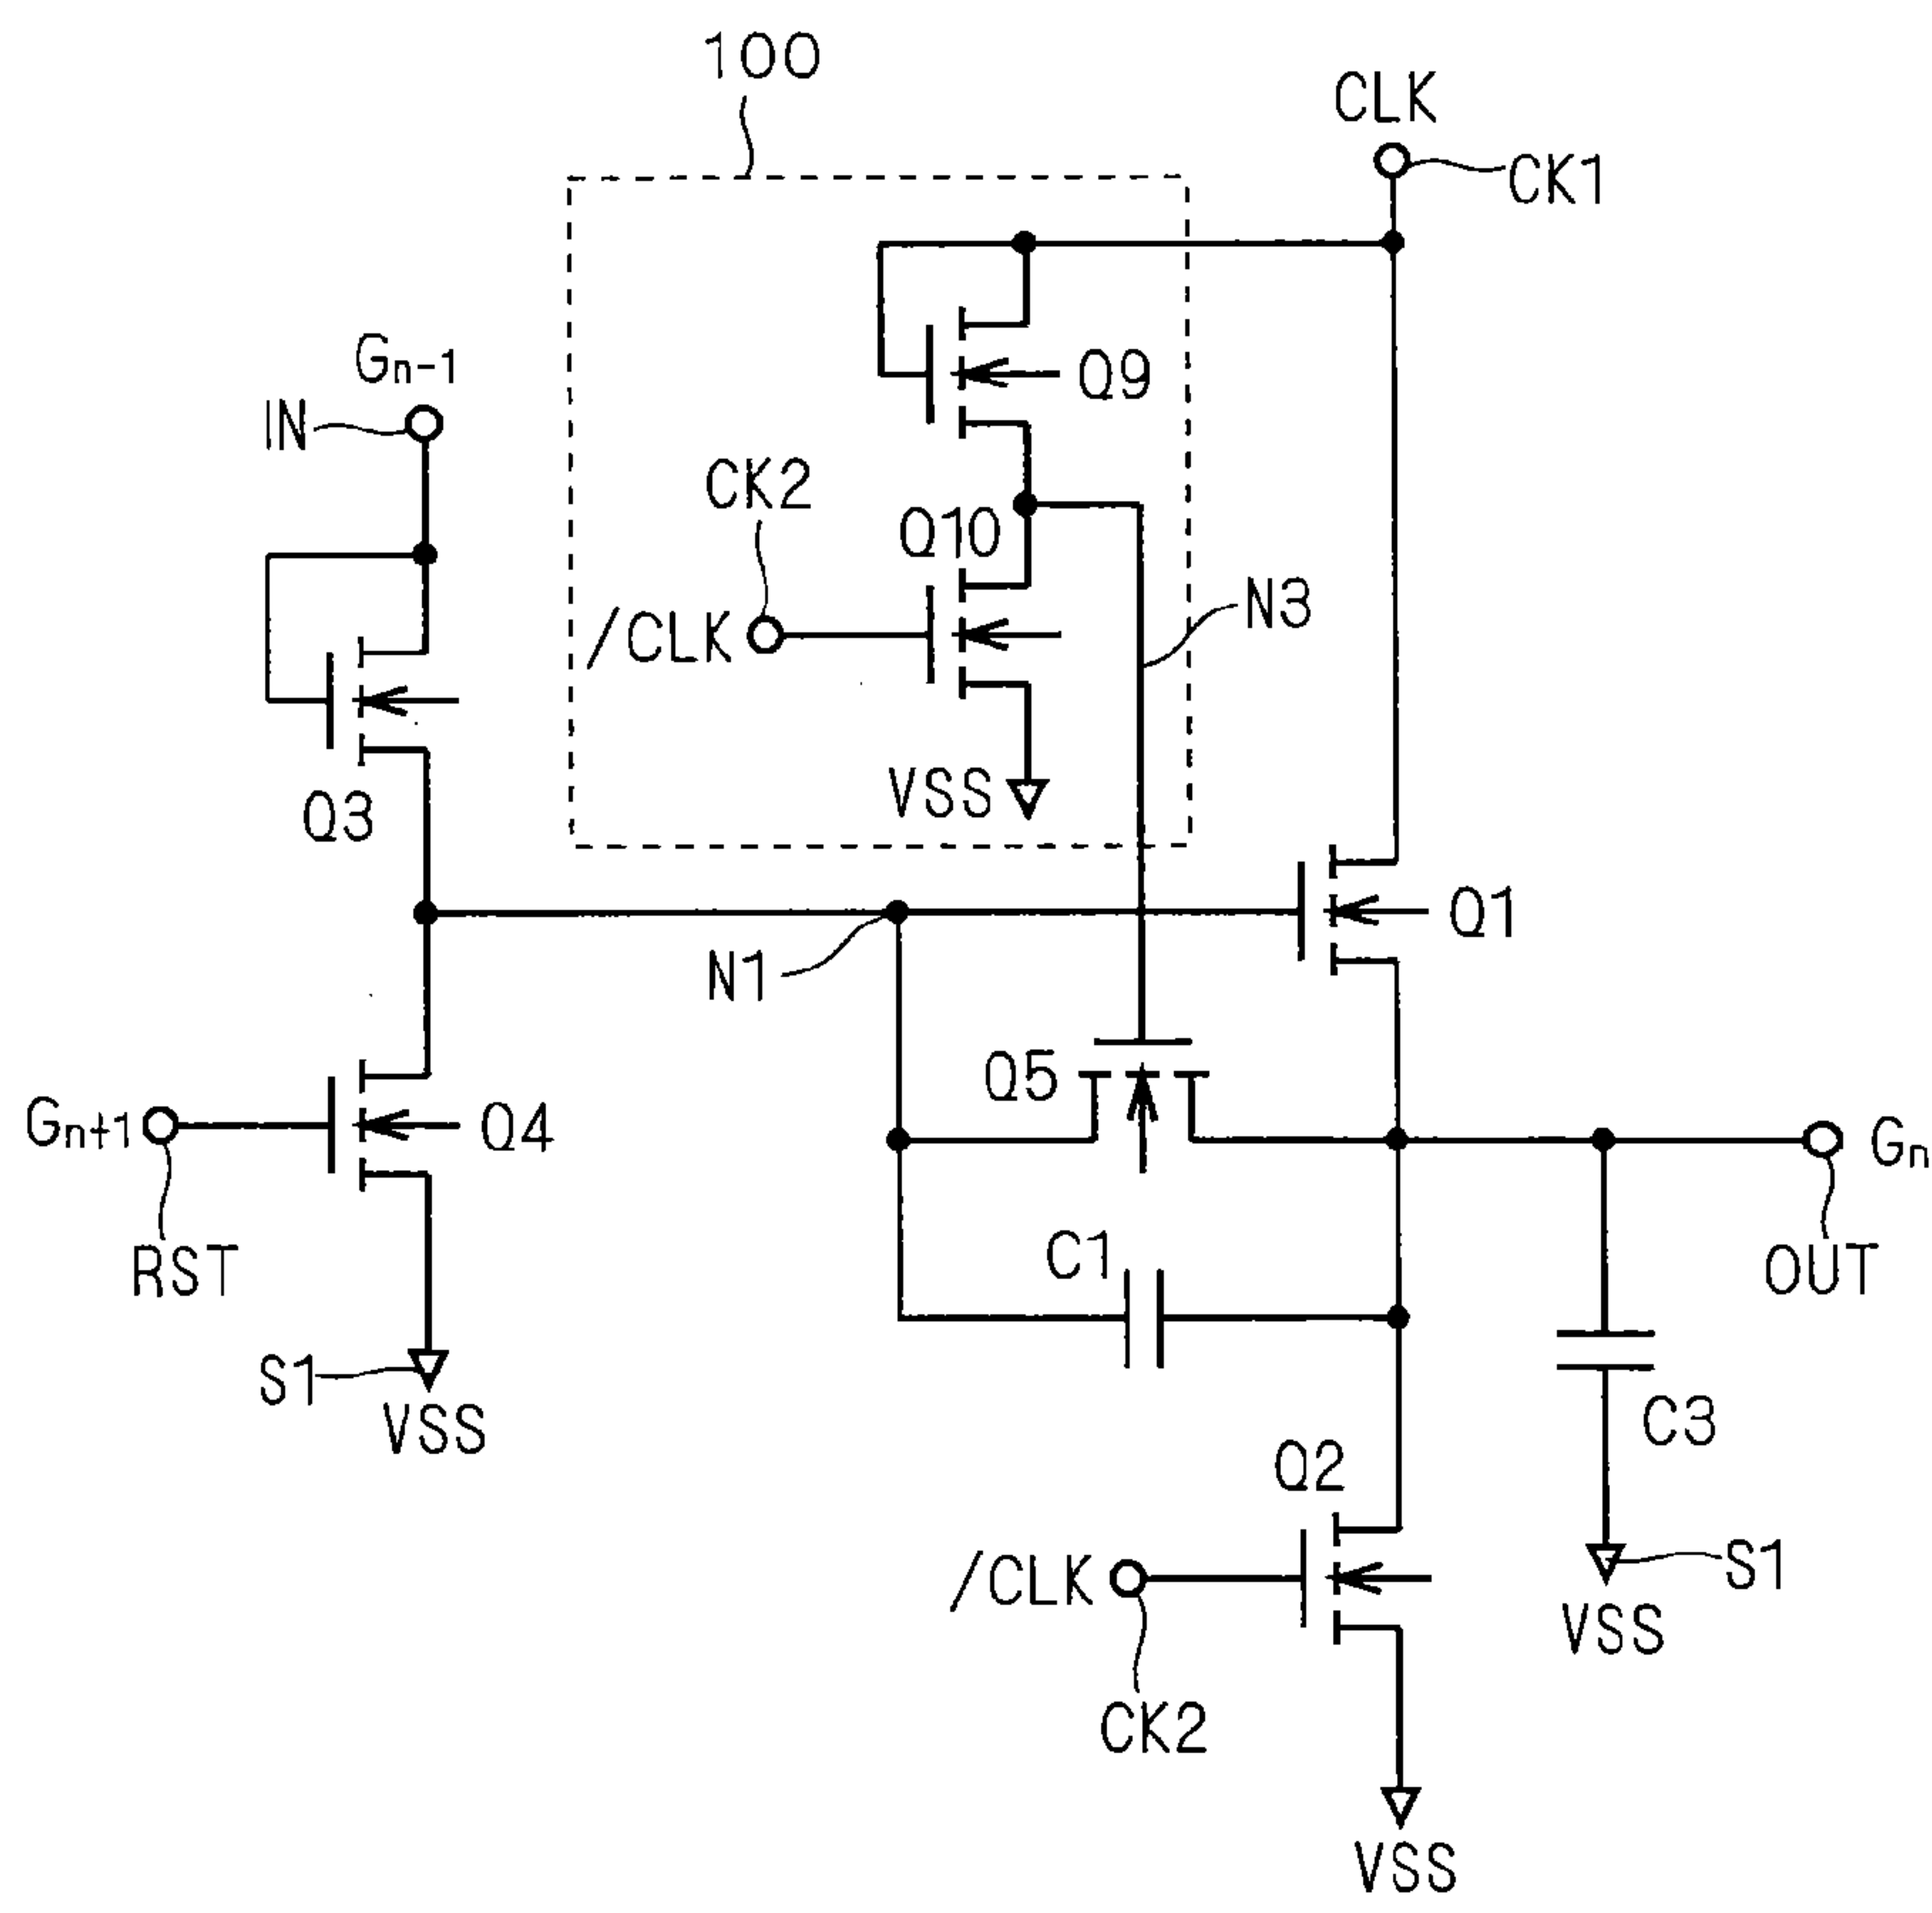 100
CLK
CK1
Gn-1
IN
Q9
CK2
Q10
N3
/CLK
VSS
Q3
Q1
N1
Q5
Gn+1
Q4
Gn
RST
C1
OUT
S1
VSS
C3
Q2
S1
/CLK
VSS
CK2
VSS